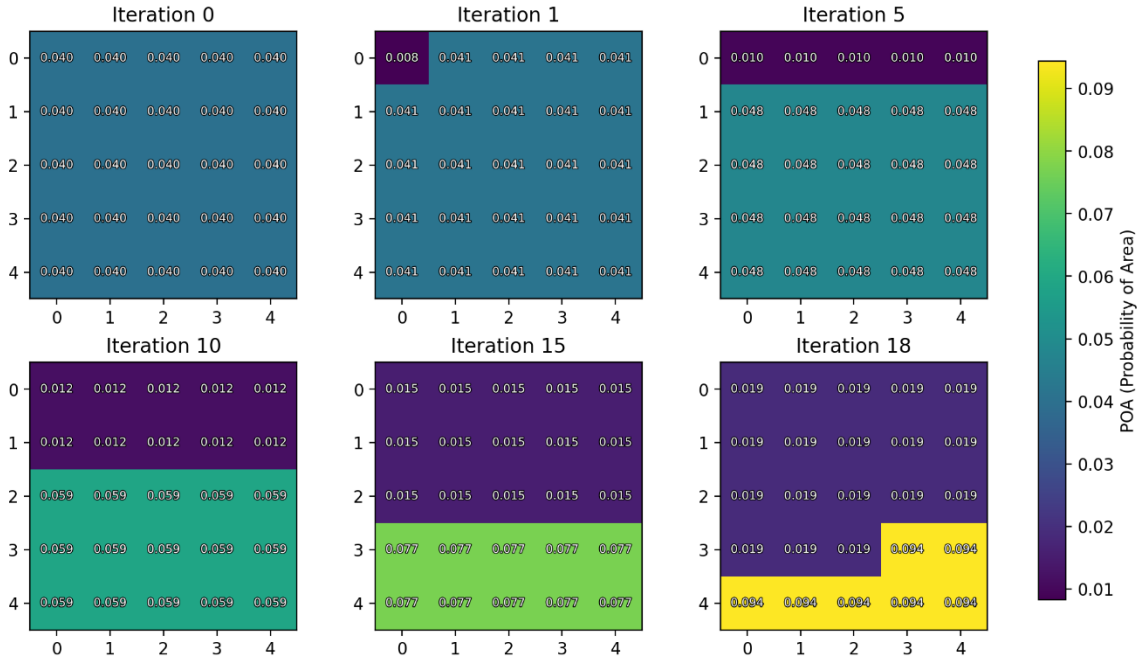 Iteration 0 Iteration 1 Iteration 5
0 0.040 0.040 0.040 0.040 0.040 0 0.008 0.041 0.041 0.041 0.041 0 0.010 0.010 0.010 0.010 0.010
1 0.040 0.040 0.040 0.040 0.040 1 0.041 0.041 0.041 0.041 0.041 1 0.048 0.048 0.048 0.048 0.048
2 0.040 0.040 0.040 0.040 0.040 2 0.041 0.041 0.041 0.041 0.041 2 0.048 0.048 0.048 0.048 0.048
3 0.040 0.040 0.040 0.040 0.040 3 0.041 0.041 0.041 0.041 0.041 3 0.048 0.048 0.048 0.048 0.048
4 0.040 0.040 0.040 0.040 0.040 4 0.041 0.041 0.041 0.041 0.041 4 0.048 0.048 0.048 0.048 0.048
0 1 2 3 4 0 1 2 3 4 0 1 2 3 4
Iteration 10 Iteration 15 Iteration 18
0 0.012 0.012 0.012 0.012 0.012 0 0.015 0.015 0.015 0.015 0.015 0 0.019 0.019 0.019 0.019 0.019
1 0.012 0.012 0.012 0.012 0.012 1 0.015 0.015 0.015 0.015 0.015 1 0.019 0.019 0.019 0.019 0.019
2 0.059 0.059 0.059 0.059 0.059 2 0.015 0.015 0.015 0.015 0.015 2 0.019 0.019 0.019 0.019 0.019
3 0.059 0.059 0.059 0.059 0.059 3 0.077 0.077 0.077 0.077 0.077 3 0.019 0.019 0.019 0.094 0.094
4 0.059 0.059 0.059 0.059 0.059 4 0.077 0.077 0.077 0.077 0.077 4 0.094 0.094 0.094 0.094 0.094
0 1 2 3 4 0 1 2 3 4 0 1 2 3 4
0.09
0.08
0.07
0.06
0.05
0.04
0.03
0.02
0.01
POA (Probability of Area)